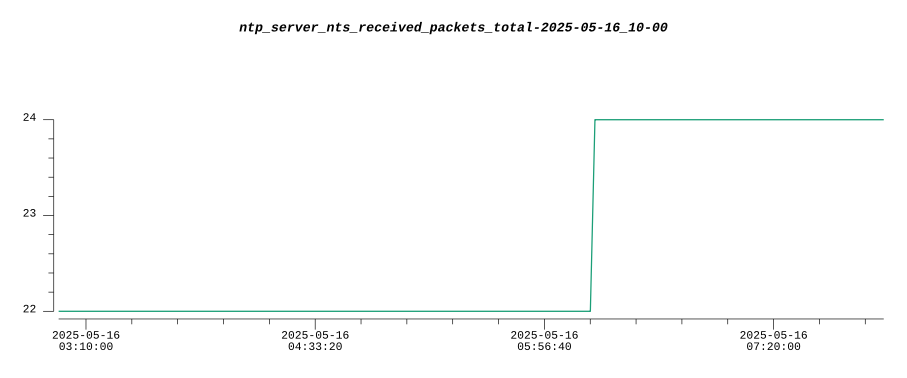 ntp_server_nts_received_packets_total-2025-05-16_10-00
24
23
22
2025-05-16 2025-05-16 2025-05-16 2025-05-16
03:10:00 04:33:20 05:56:40 07:20:00